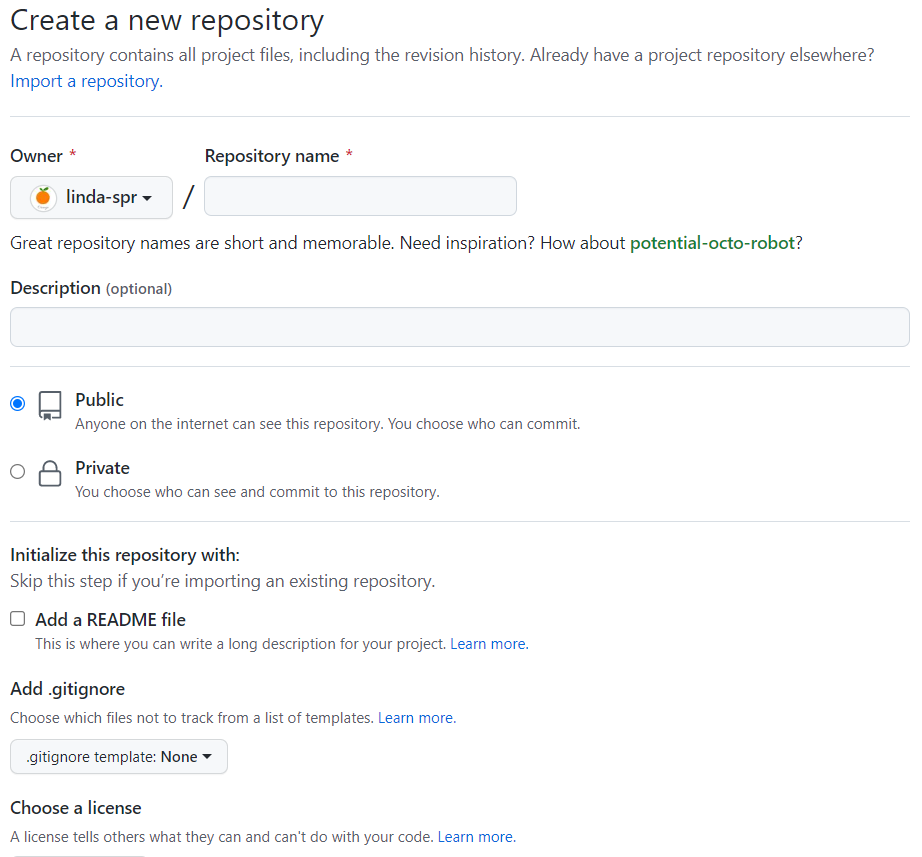 Create a new repository
A repository contains all project files, including the revision history. Already have a project repository elsewhere?
Import a repository.
Owner *
Repository name *
linda-spr
/
Great repository names are short and memorable. Need inspiration? How about potential-octo-robot?
Description (optional)
Public
Anyone on the internet can see this repository. You choose who can commit.
Private
You choose who can see and commit to this repository.
Initialize this repository with:
Skip this step if you’re importing an existing repository.
Add a README file
This is where you can write a long description for your project. Learn more.
Add .gitignore
Choose which files not to track from a list of templates. Learn more.
.gitignore template: None
Choose a license
A license tells others what they can and can't do with your code. Learn more.